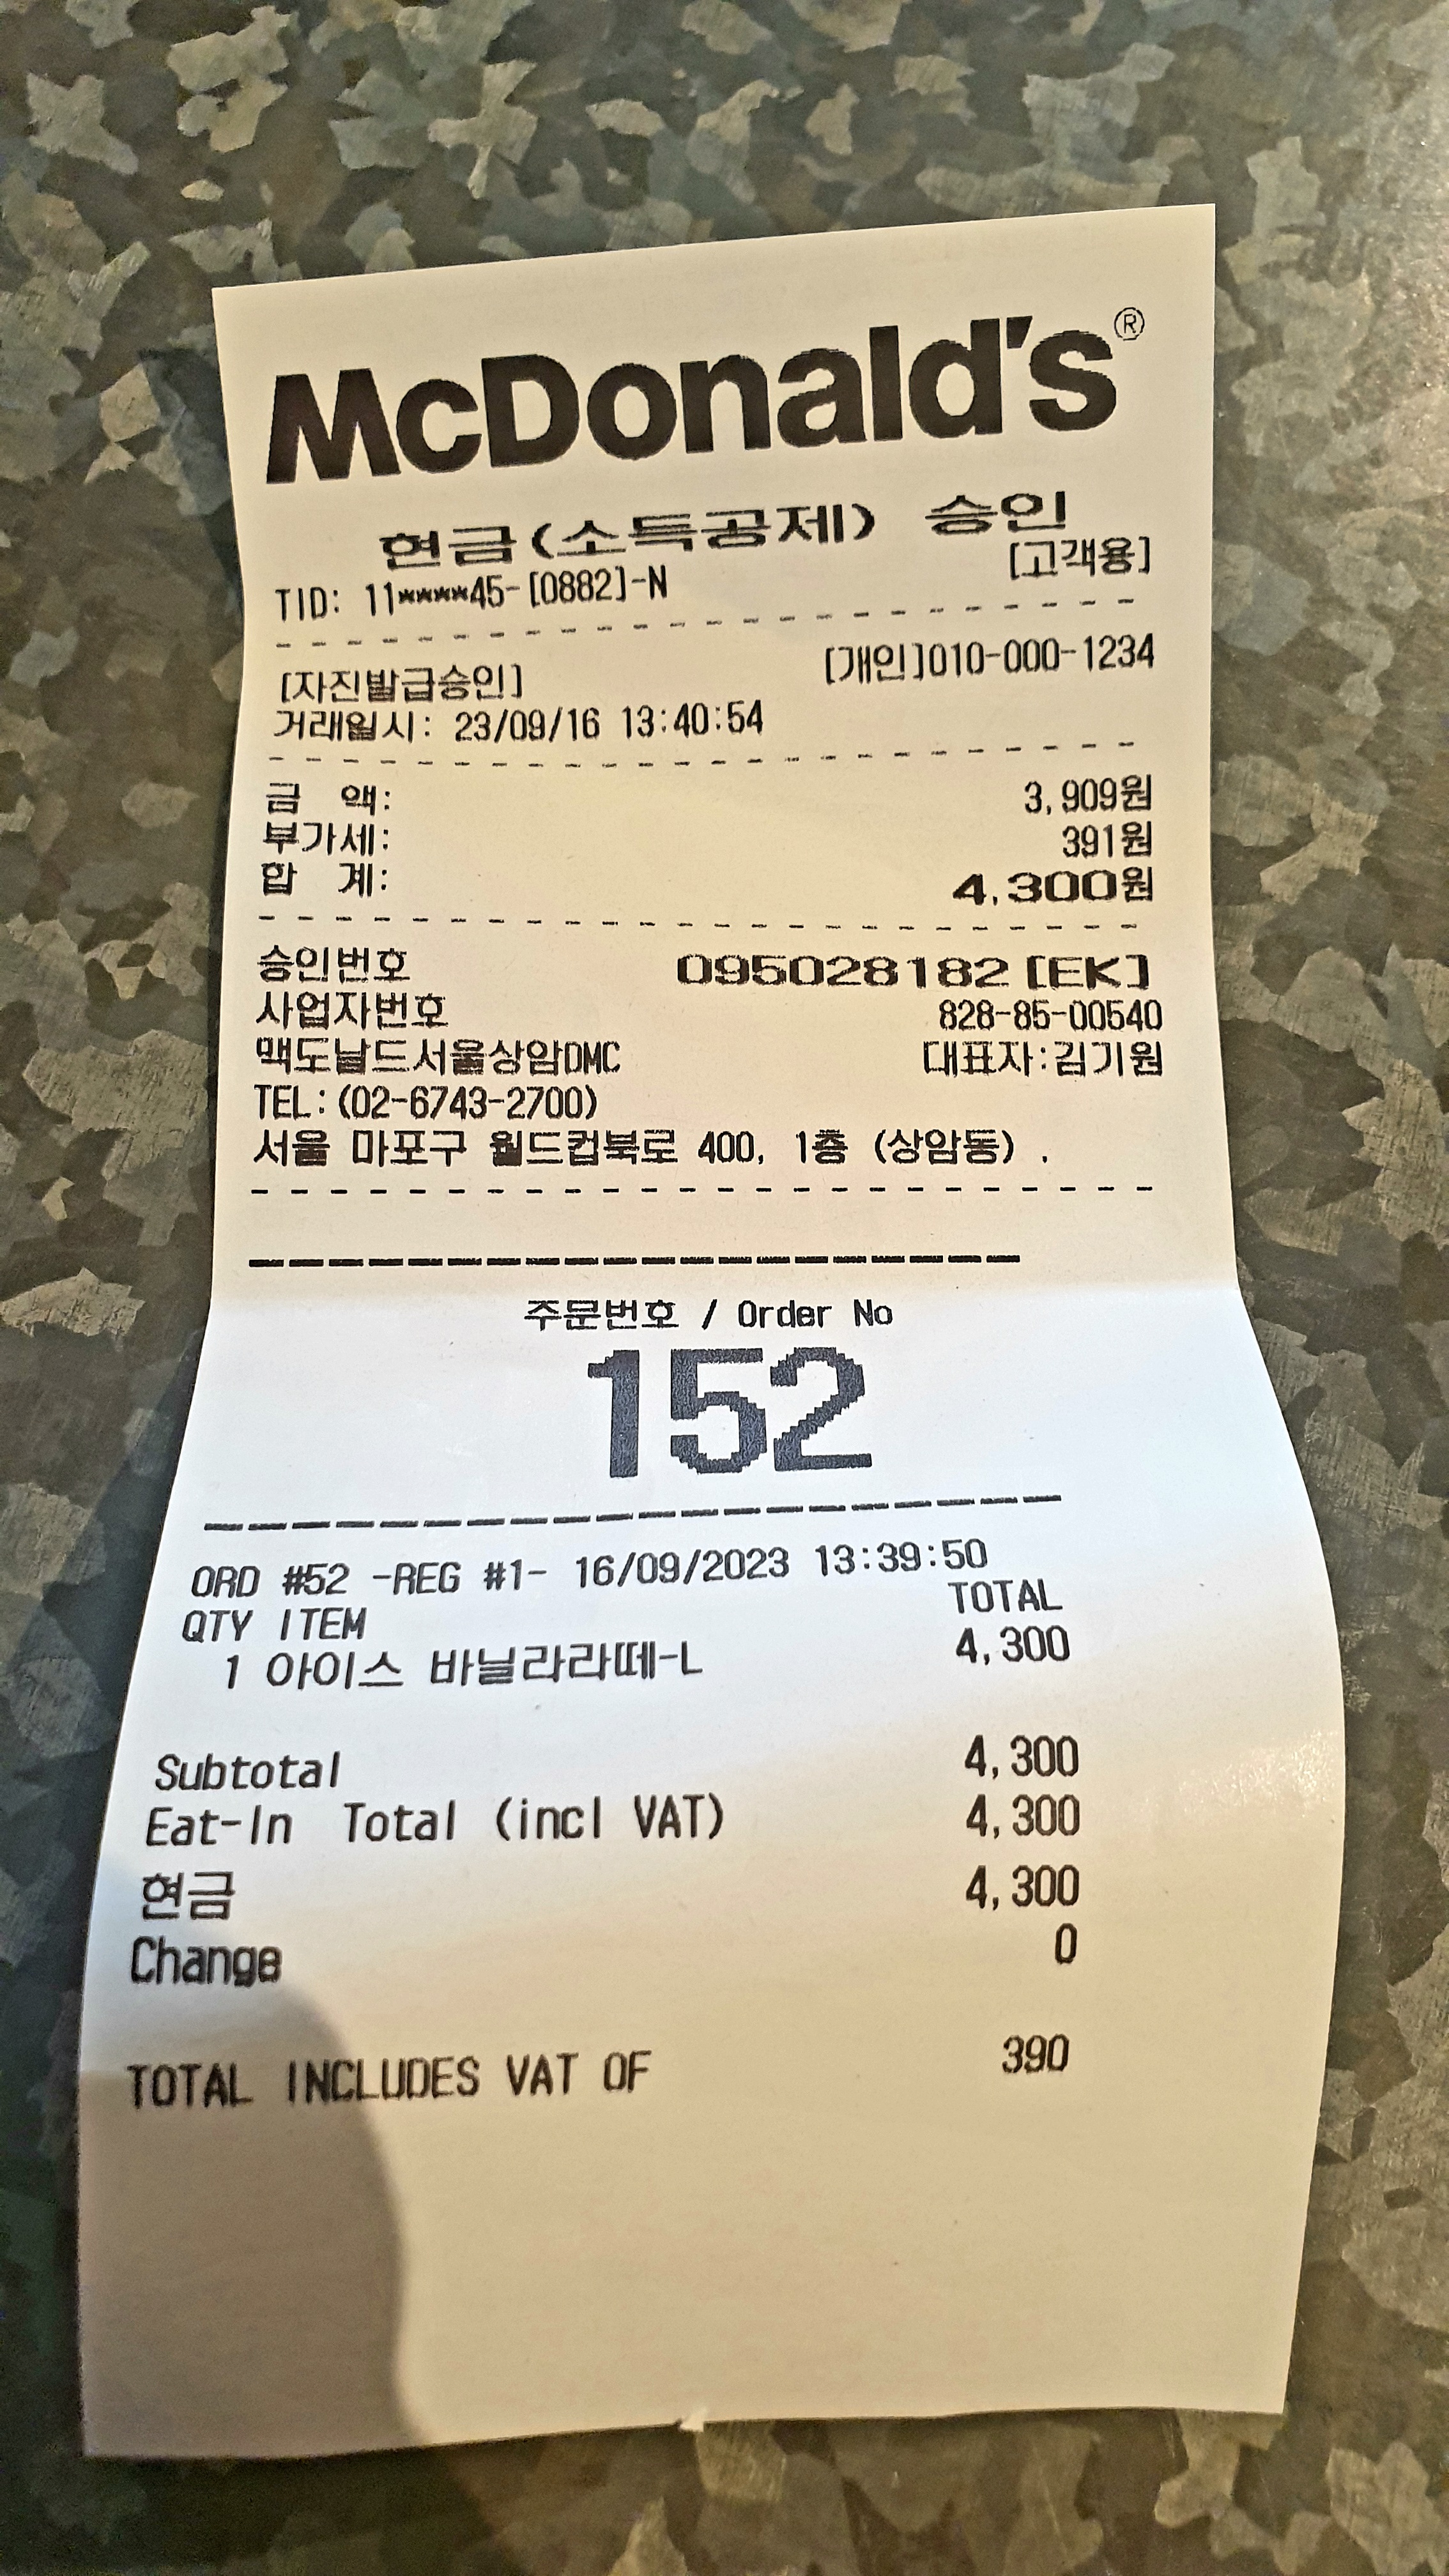 McDonald's®
현금(소득공제) 승인
[고객용]
TID: 11****45-[0882]-N
[자진발급승인] [개인]010-000-1234
거래일시: 23/09/16 13:40:54
금 액: 3,909원
부가세: 391원
합 계: 4,300원
승인번호 095028182[EK]
사업자번호 828-85-00540
맥도날드서울상암DMC 대표자:김기원
TEL:(02-6743-2700)
서울 마포구 월드컵북로 400, 1층 (상암동) .
주문번호 / Order No
152
ORD #52 -REG #1- 16/09/2023 13:39:50
QTY ITEM TOTAL
1 아이스 바닐라라떼-L 4,300
Subtotal 4,300
Eat-In Total (incl VAT) 4,300
현금 4,300
Change 0
TOTAL INCLUDES VAT OF 390